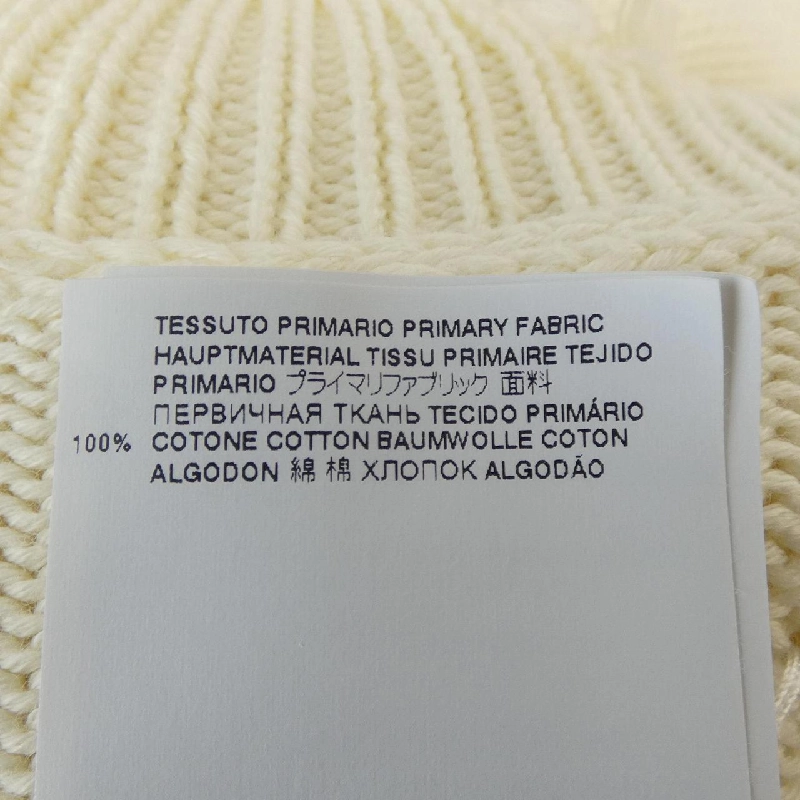 TESSUTO PRIMARIO PRIMARY FABRIC
HAUPTMATERIAL TISSU PRIMAIRE TEJIDO
PRIMARIO プライマリファブリック 面料
ПЕРВИЧНАЯ ТКАНЬ TECIDO PRIMÁRIO
100% COTONE COTTON BAUMWOLLE COTON
ALGODON 綿 棉 ХЛОПОК ALGODÃO